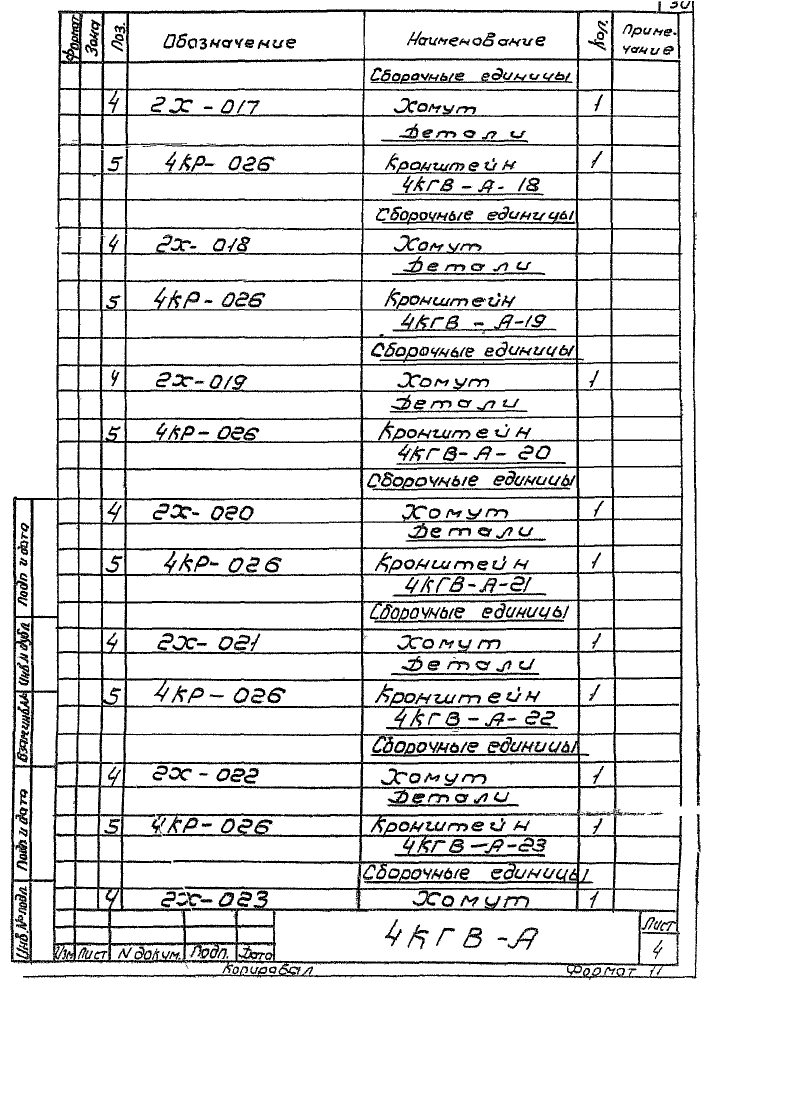 30
Формат Зона Поз. Обозначение Наименование Кол. Приме-
чание
Сборочные единицы
4 2Х-017 Хомут 1
Детали
5 4КР-026 Кронштейн 1
4КГВ-А-18
Сборочные единицы
4 2Х-018 Хомут
Детали
5 4КР-026 Кронштейн
4КГВ-А-19
Сборочные единицы
4 2Х-019 Хомут 1
Детали
5 4КР-026 Кронштейн
4КГВ-А-20
Сборочные единицы
4 2Х-020 Хомут 1
Детали
5 4КР-026 Кронштейн 1
4КГВ-А-21
Сборочные единицы
4 2Х-021 Хомут 1
Детали
5 4КР-026 Кронштейн 1
4КГВ-А-22
Сборочные единицы
4 2Х-022 Хомут 1
Детали
5 4КР-026 Кронштейн 1
4КГВ-А-23
Сборочные единицы
4 2Х-023 Хомут 1
Подп и дата
Инв.N дубл.
Взам.инв.N
Подп и дата
Инв.№ подл.
Изм Лист N докум. Подп. Дата
4КГВ-А
Лист
4
Копировал Формат 11